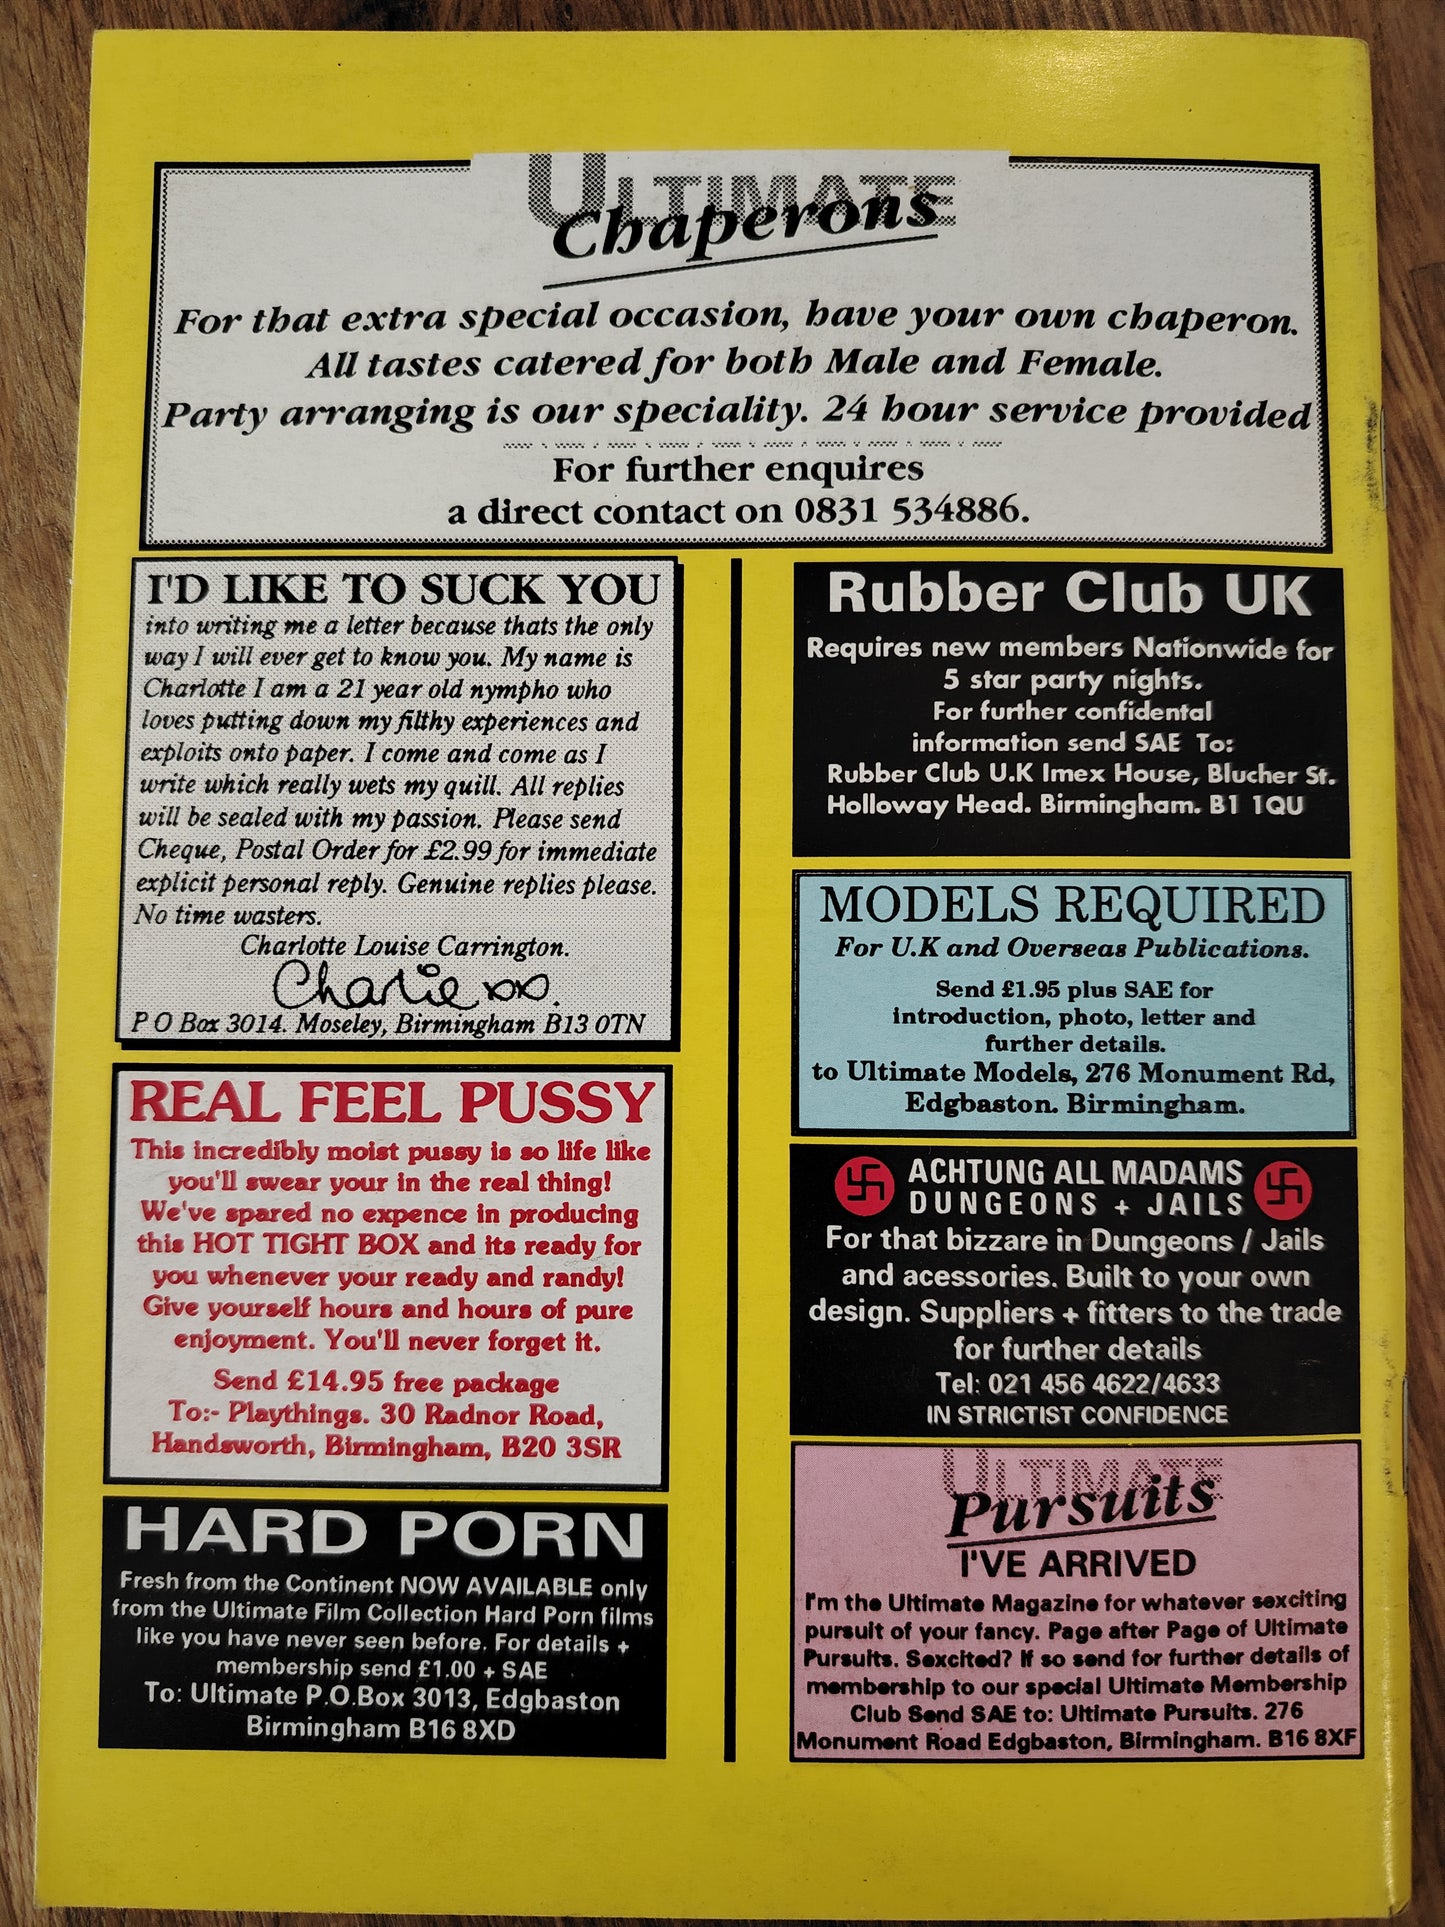 ULTIMATE
Chaperons
For that extra special occasion, have your own chaperon.
All tastes catered for both Male and Female.
Party arranging is our speciality. 24 hour service provided
For further enquires
a direct contact on 0831 534886.
I'D LIKE TO SUCK YOU
into writing me a letter because thats the only
way I will ever get to know you. My name is
Charlotte I am a 21 year old nympho who
loves putting down my filthy experiences and
exploits onto paper. I come and come as I
write which really wets my quill. All replies
will be sealed with my passion. Please send
Cheque, Postal Order for £2.99 for immediate
explicit personal reply. Genuine replies please.
No time wasters.
Charlotte Louise Carrington.
Charlie xx.
P O Box 3014. Moseley, Birmingham B13 0TN
REAL FEEL PUSSY
This incredibly moist pussy is so life like
you'll swear your in the real thing!
We've spared no expence in producing
this HOT TIGHT BOX and its ready for
you whenever your ready and randy!
Give yourself hours and hours of pure
enjoyment. You'll never forget it.
Send £14.95 free package
To:- Playthings. 30 Radnor Road,
Handsworth, Birmingham, B20 3SR
HARD PORN
Fresh from the Continent NOW AVAILABLE only
from the Ultimate Film Collection Hard Porn films
like you have never seen before. For details +
membership send £1.00 + SAE
To: Ultimate P.O.Box 3013, Edgbaston
Birmingham B16 8XD
Rubber Club UK
Requires new members Nationwide for
5 star party nights.
For further confidental
information send SAE To:
Rubber Club U.K Imex House, Blucher St.
Holloway Head. Birmingham. B1 1QU
MODELS REQUIRED
For U.K and Overseas Publications.
Send £1.95 plus SAE for
introduction, photo, letter and
further details.
to Ultimate Models, 276 Monument Rd,
Edgbaston. Birmingham.
ACHTUNG ALL MADAMS
DUNGEONS + JAILS
For that bizzare in Dungeons / Jails
and acessories. Built to your own
design. Suppliers + fitters to the trade
for further details
Tel: 021 456 4622/4633
IN STRICTIST CONFIDENCE
ULTIMATE
Pursuits
I'VE ARRIVED
I'm the Ultimate Magazine for whatever sexciting
pursuit of your fancy. Page after Page of Ultimate
Pursuits. Sexcited? If so send for further details of
membership to our special Ultimate Membership
Club Send SAE to: Ultimate Pursuits. 276
Monument Road Edgbaston, Birmingham. B16 8XF